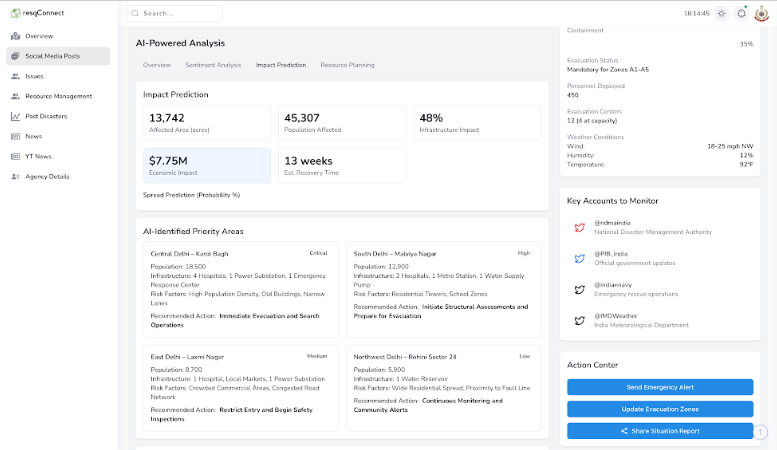 resqConnect
Search...
18:14:45
Overview
Social Media Posts
Issues
Resource Management
Past Disasters
News
YT News
Agency Details
AI-Powered Analysis
Overview
Sentiment Analysis
Impact Prediction
Resource Planning
Impact Prediction
13,742
Affected Area (acres)
45,307
Population Affected
48%
Infrastructure Impact
$7.75M
Economic Impact
13 weeks
Est. Recovery Time
Spread Prediction (Probability %)
AI-Identified Priority Areas
Central Delhi – Karol Bagh
Critical
Population: 18,500
Infrastructure: 4 Hospitals, 1 Power Substation, 1 Emergency
Response Center
Risk Factors: High Population Density, Old Buildings, Narrow
Lanes
Recommended Action: Immediate Evacuation and Search
Operations
South Delhi – Malviya Nagar
High
Population: 12,900
Infrastructure: 2 Hospitals, 1 Metro Station, 1 Water Supply
Pump
Risk Factors: Residential Towers, School Zones
Recommended Action: Initiate Structural Assessments and
Prepare for Evacuation
East Delhi – Laxmi Nagar
Medium
Population: 8,700
Infrastructure: 1 Hospital, Local Markets, 1 Power Substation
Risk Factors: Crowded Commercial Areas, Congested Road
Network
Recommended Action: Restrict Entry and Begin Safety
Inspections
Northwest Delhi – Rohini Sector 24
Low
Population: 5,900
Infrastructure: 1 Water Reservoir
Risk Factors: Wide Residential Spread, Proximity to Fault Line
Recommended Action: Continuous Monitoring and
Community Alerts
Containment
35%
Evacuation Status
Mandatory for Zones A1-A5
Personnel Deployed
450
Evacuation Centers
12 (4 at capacity)
Weather Conditions
Wind: 18-25 mph NW
Humidity: 12%
Temperature: 92°F
Key Accounts to Monitor
@ndmaindia
National Disaster Management Authority
@PIB_India
Official government updates
@indiannavy
Emergency rescue operations
@IMDWeather
India Meteorological Department
Action Center
Send Emergency Alert
Update Evacuation Zones
Share Situation Report